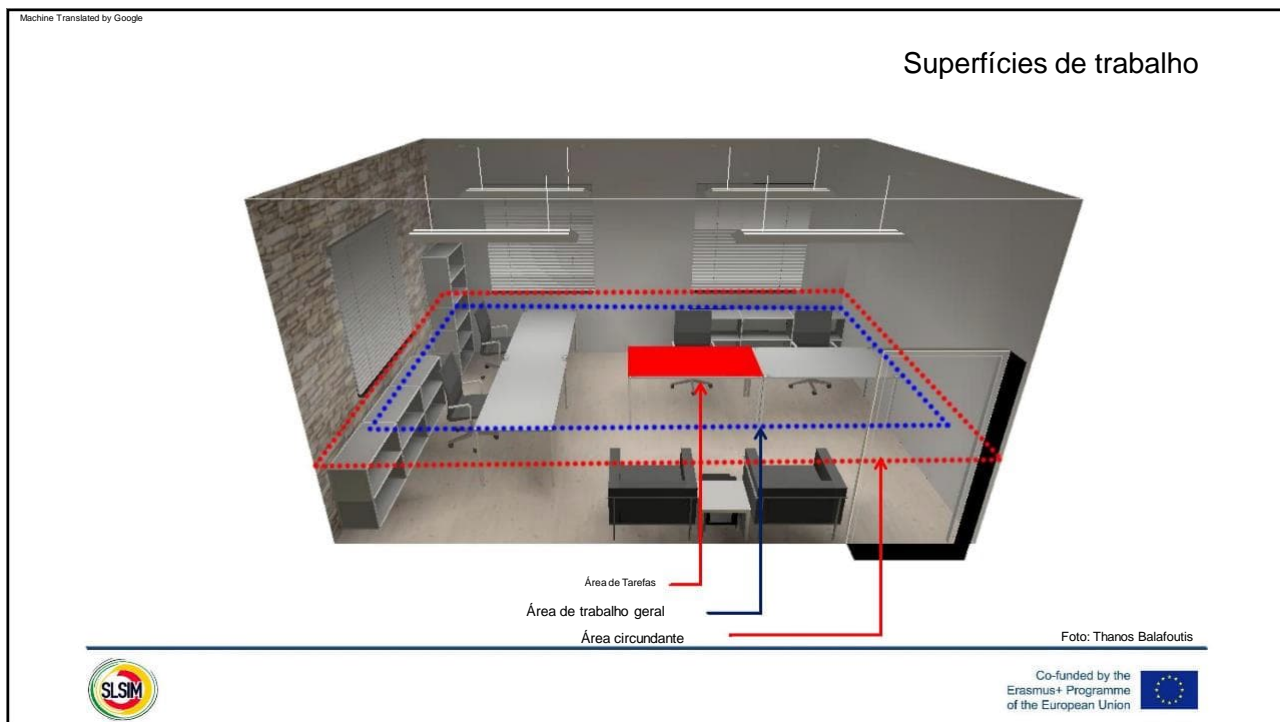 Machine Translated by Google
Superfícies de trabalho
Área de Tarefas
Área de trabalho geral
Área circundante
Foto: Thanos Balafoutis
SLSIM
Co-funded by the
Erasmus+ Programme
of the European Union